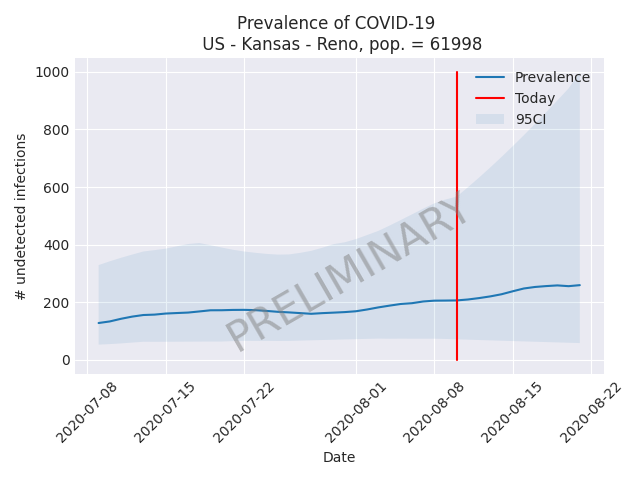 Prevalence of COVID-19
US - Kansas - Reno, pop. = 61998
# undetected infections
1000
800
600
400
200
0
Prevalence
Today
95CI
PRELIMINARY
2020-07-08
2020-07-15
2020-07-22
2020-08-01
2020-08-08
2020-08-15
2020-08-22
Date